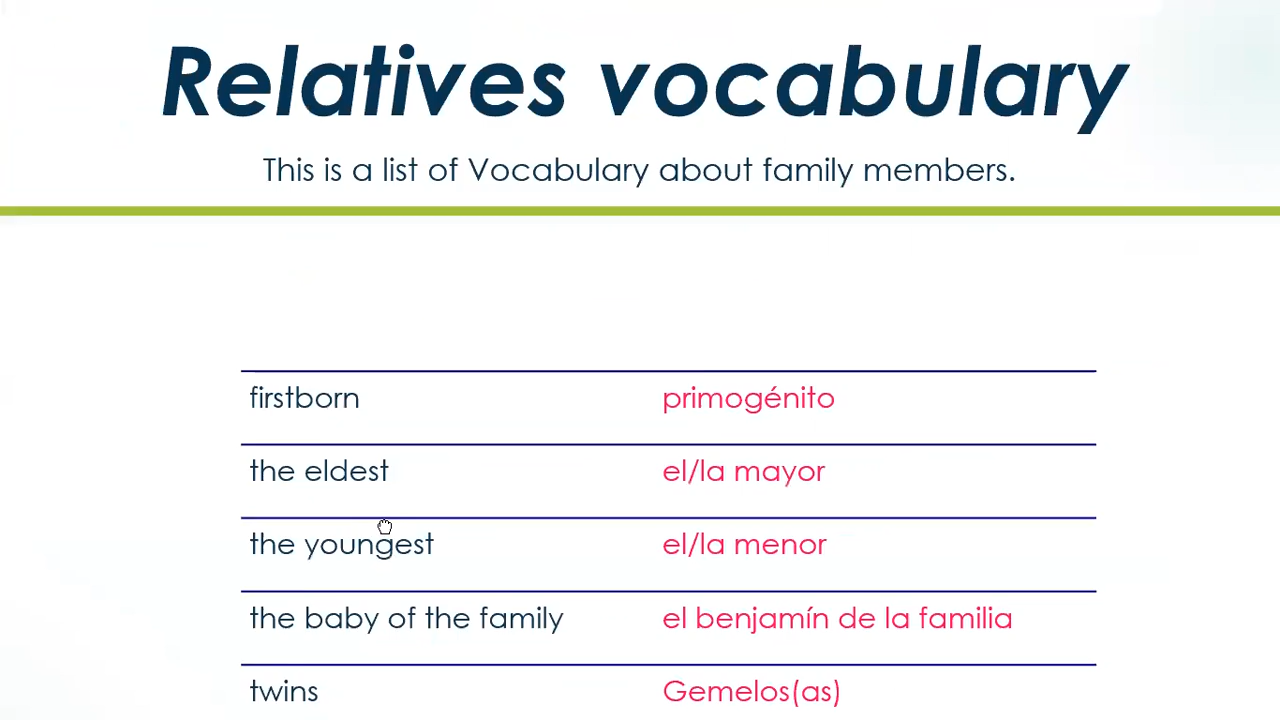 Relatives vocabulary
This is a list of Vocabulary about family members.
firstborn primogénito
the eldest el/la mayor
the youngest el/la menor
the baby of the family el benjamín de la familia
twins Gemelos(as)